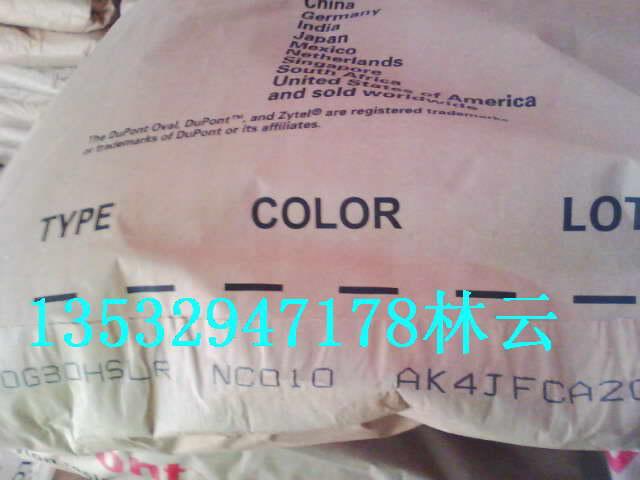 China
Germany
India
Japan
Mexico
Netherlands
Singapore
South Africa
United States of America
and sold worldwide
The DuPont Oval, DuPont™, and Zytel® are registered trademarks
or trademarks of DuPont or its affiliates.
TYPE COLOR LOT
13532947178林云
0G30HSLR NC010 AK4JFCA20